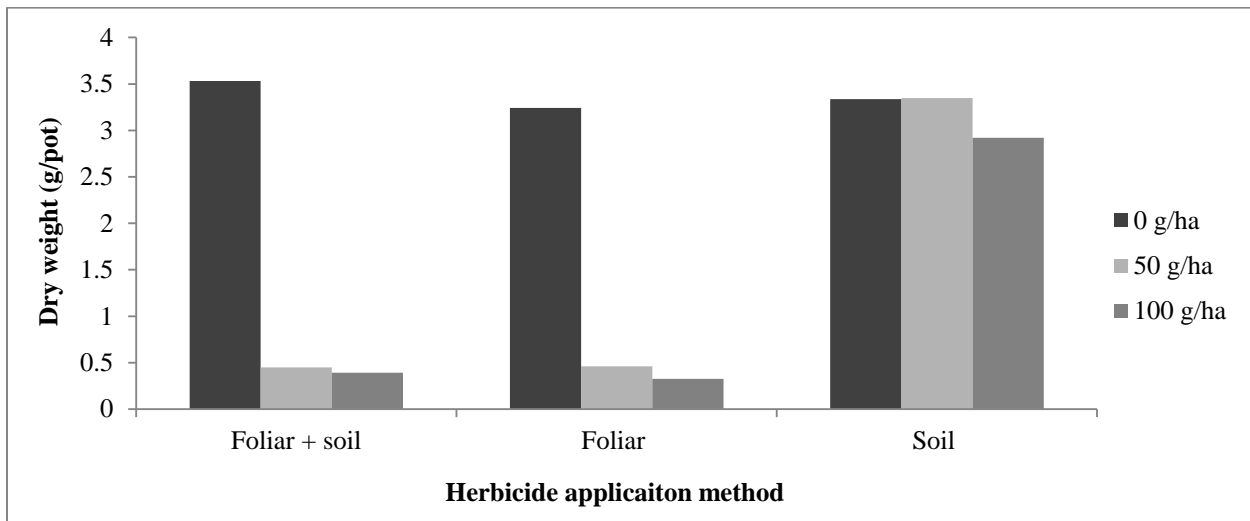 4
3.5
3
2.5
2
1.5
1
0.5
0
Dry weight (g/pot)
Foliar + soil
Foliar
Soil
Herbicide applicaiton method
0 g/ha
50 g/ha
100 g/ha